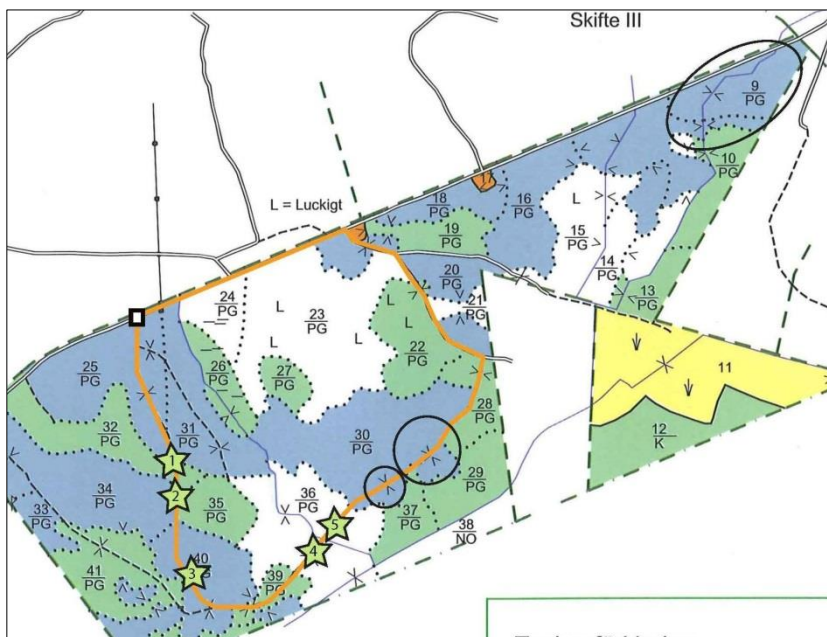 Skifte III
9
PG
10
PG
L = Luckigt
18
PG
17
16
PG
19
PG
L
15
PG
14
PG
20
PG
13
PG
24
PG
23
PG
L
L
L
L
L
L
21
PG
22
PG
25
PG
26
PG
27
PG
11
12
K
28
PG
32
PG
31
PG
30
PG
1
34
PG
2
35
PG
36
PG
29
PG
33
PG
37
PG
5
38
NO
4
40
3
41
PG
39
PG